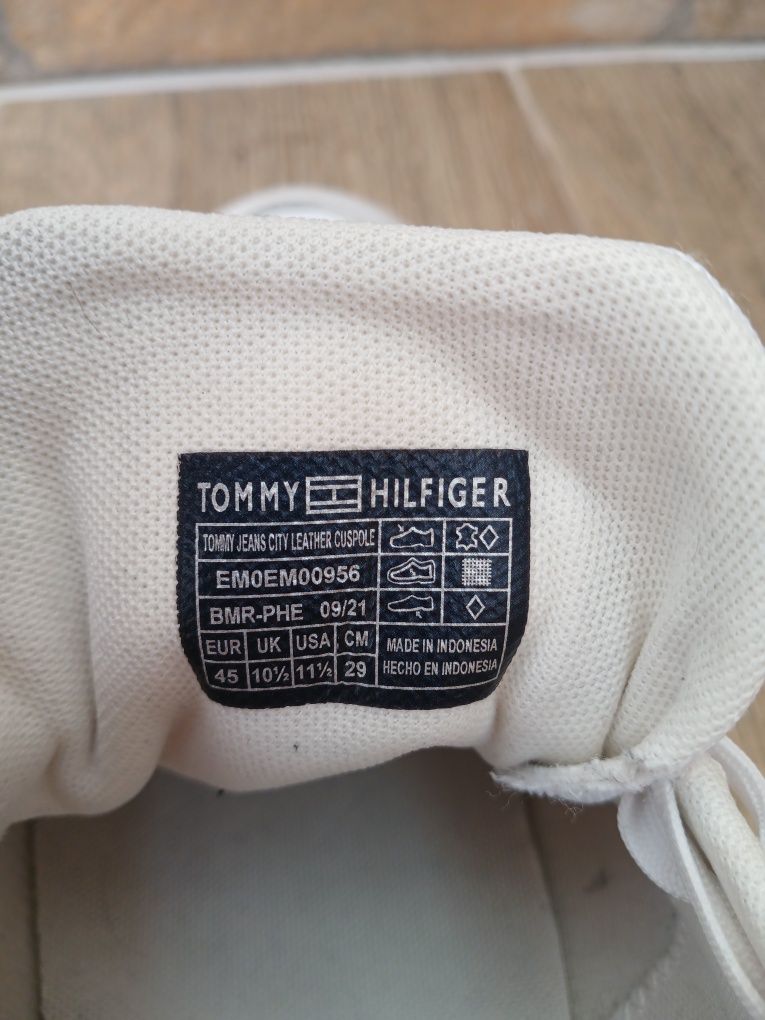 TOMMY HILFIGER
TOMMY JEANS CITY LEATHER CUSPOLE
EM0EM00956
BMR-PHE 09/21
EUR UK USA CM
45 10½ 11½ 29
MADE IN INDONESIA
HECHO EN INDONESIA